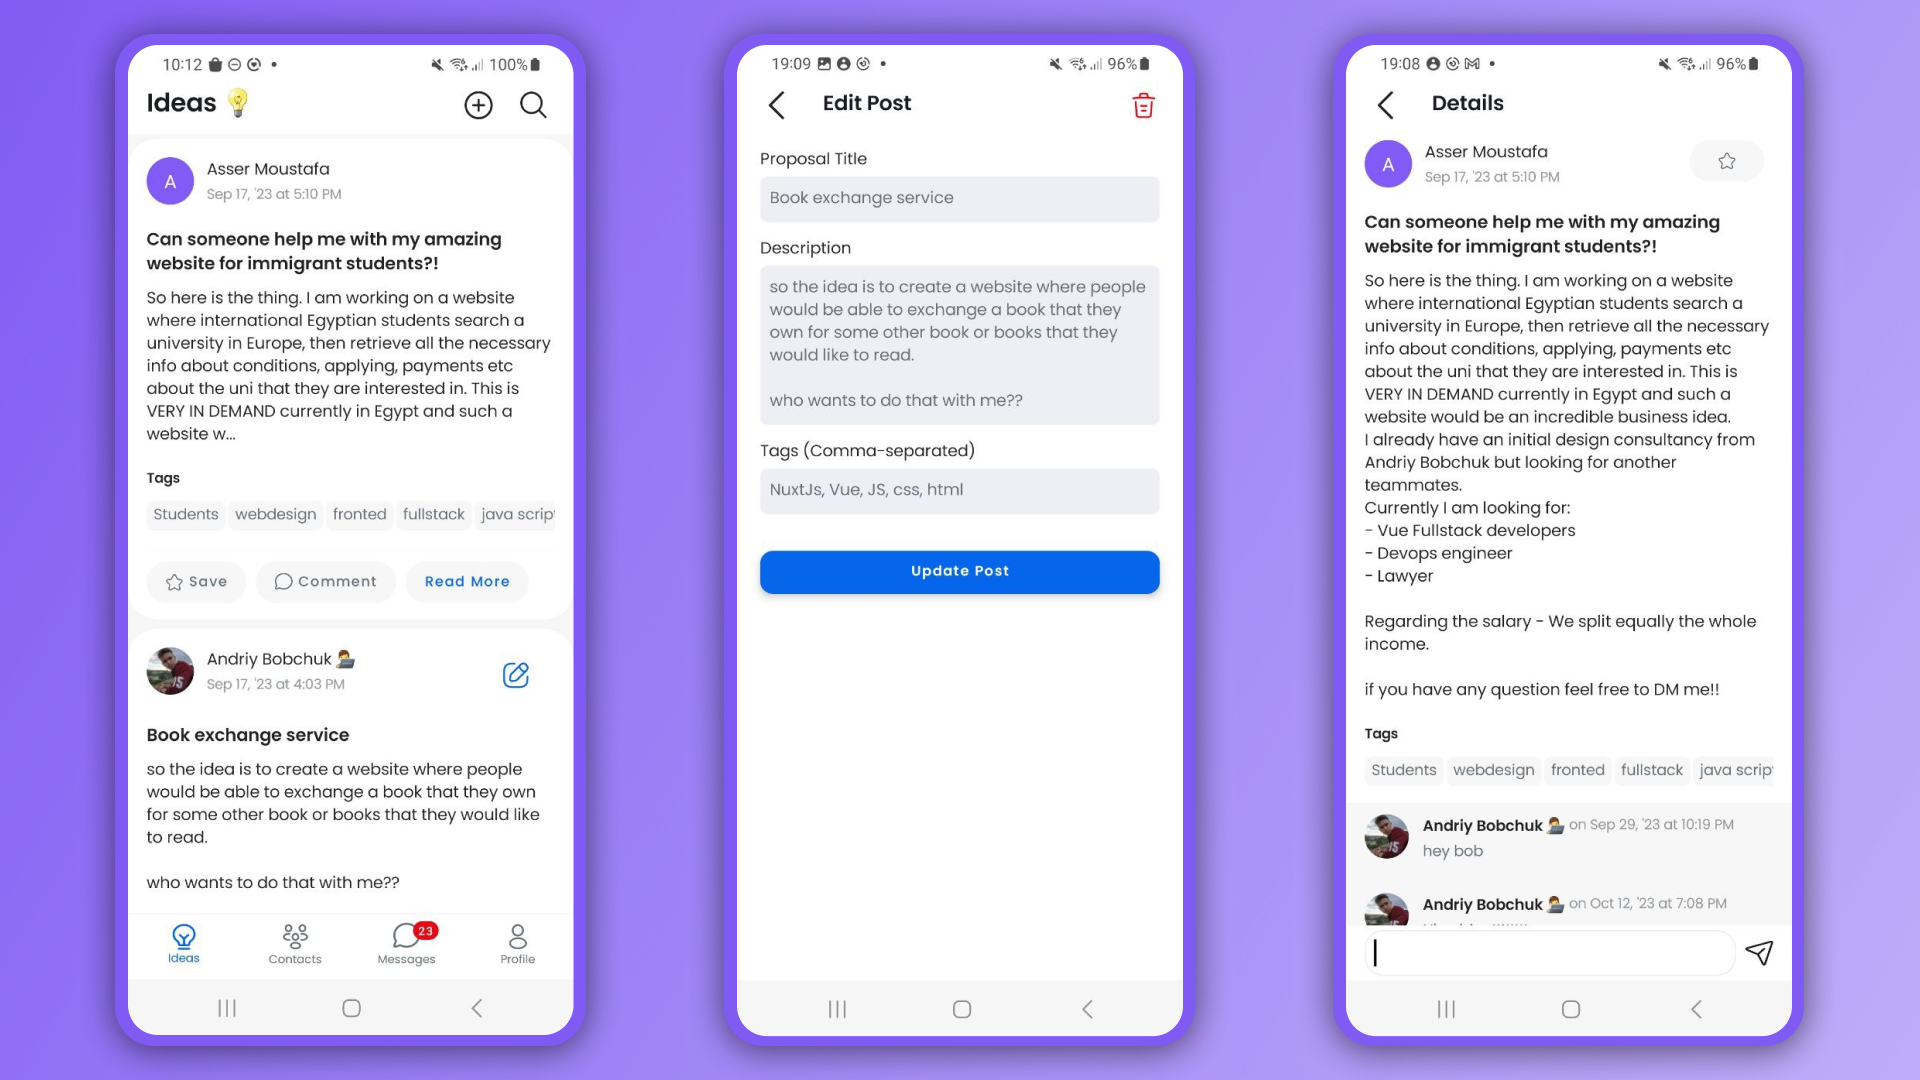 10:12 100%
Ideas
A
Asser Moustafa
Sep 17, '23 at 5:10 PM
Can someone help me with my amazing
website for immigrant students?!
So here is the thing. I am working on a website
where international Egyptian students search a
university in Europe, then retrieve all the necessary
info about conditions, applying, payments etc
about the uni that they are interested in. This is
VERY IN DEMAND currently in Egypt and such a
website w...
Tags
Students webdesign fronted fullstack java scrip
Save Comment Read More
Andriy Bobchuk
Sep 17, '23 at 4:03 PM
Book exchange service
so the idea is to create a website where people
would be able to exchange a book that they own
for some other book or books that they would like
to read.
who wants to do that with me??
23
Ideas Contacts Messages Profile
19:09 96%
Edit Post
Proposal Title
Book exchange service
Description
so the idea is to create a website where people
would be able to exchange a book that they
own for some other book or books that they
would like to read.
who wants to do that with me??
Tags (Comma-separated)
NuxtJs, Vue, JS, css, html
Update Post
19:08 96%
Details
A
Asser Moustafa
Sep 17, '23 at 5:10 PM
Can someone help me with my amazing
website for immigrant students?!
So here is the thing. I am working on a website
where international Egyptian students search a
university in Europe, then retrieve all the necessary
info about conditions, applying, payments etc
about the uni that they are interested in. This is
VERY IN DEMAND currently in Egypt and such a
website would be an incredible business idea.
I already have an initial design consultancy from
Andriy Bobchuk but looking for another
teammates.
Currently I am looking for:
- Vue Fullstack developers
- Devops engineer
- Lawyer
Regarding the salary - We split equally the whole
income.
if you have any question feel free to DM me!!
Tags
Students webdesign fronted fullstack java scrip
Andriy Bobchuk on Sep 29, '23 at 10:19 PM
hey bob
Andriy Bobchuk on Oct 12, '23 at 7:08 PM